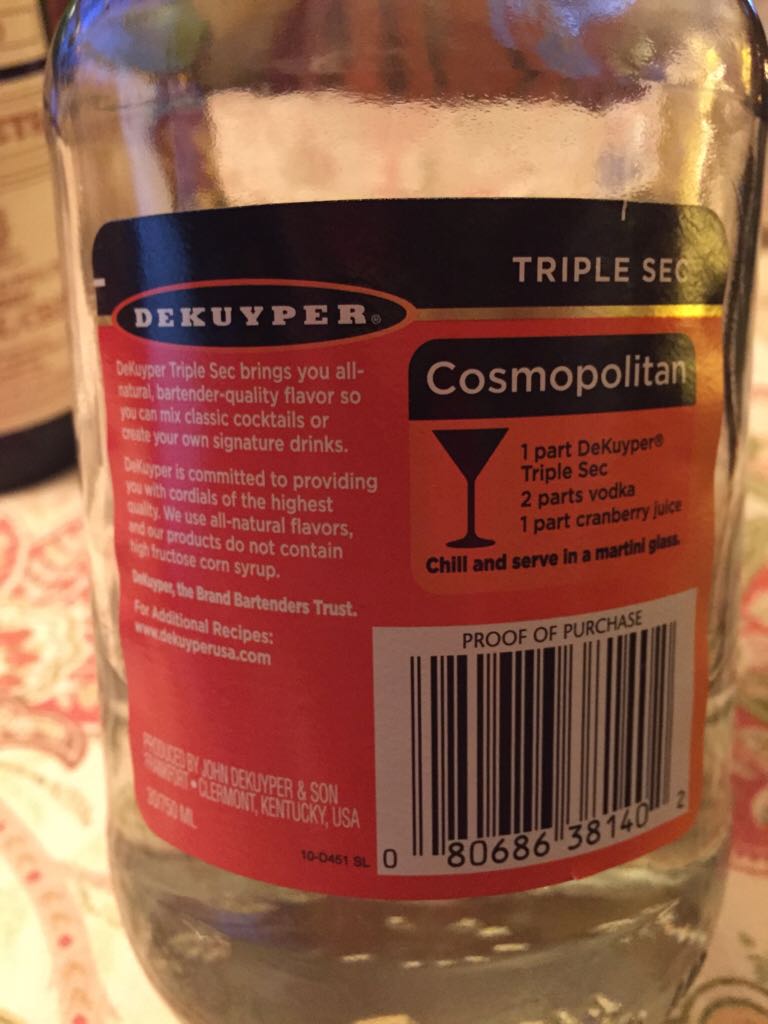 TRIPLE SEC
DEKUYPER®
DeKuyper Triple Sec brings you all-
natural, bartender-quality flavor so
you can mix classic cocktails or
create your own signature drinks.
DeKuyper is committed to providing
you with cordials of the highest
quality. We use all-natural flavors,
and our products do not contain
high fructose corn syrup.
DeKuyper, the Brand Bartenders Trust.
For Additional Recipes:
www.dekuyperusa.com
PRODUCED BY JOHN DEKUYPER & SON
FRANKFORT • CLERMONT, KENTUCKY, USA
30/750 ML
10-D451 SL
Cosmopolitan
1 part DeKuyper®
Triple Sec
2 parts vodka
1 part cranberry juice
Chill and serve in a martini glass.
PROOF OF PURCHASE
0 80686 38140 2